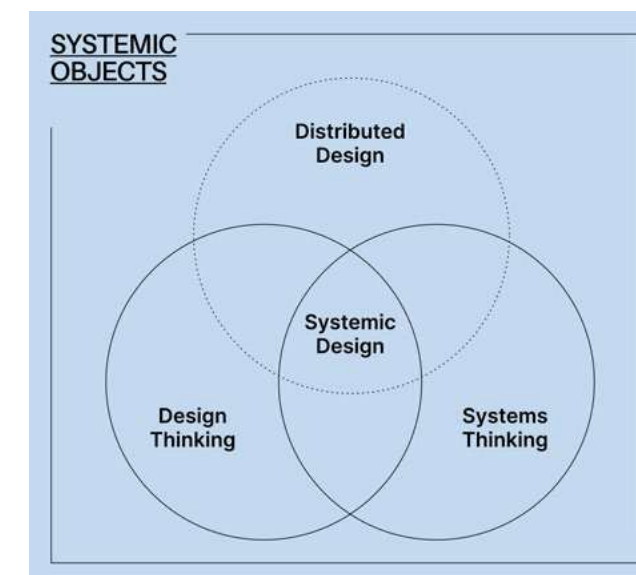 SYSTEMIC
OBJECTS
Distributed
Design
Systemic
Design
Design
Thinking
Systems
Thinking